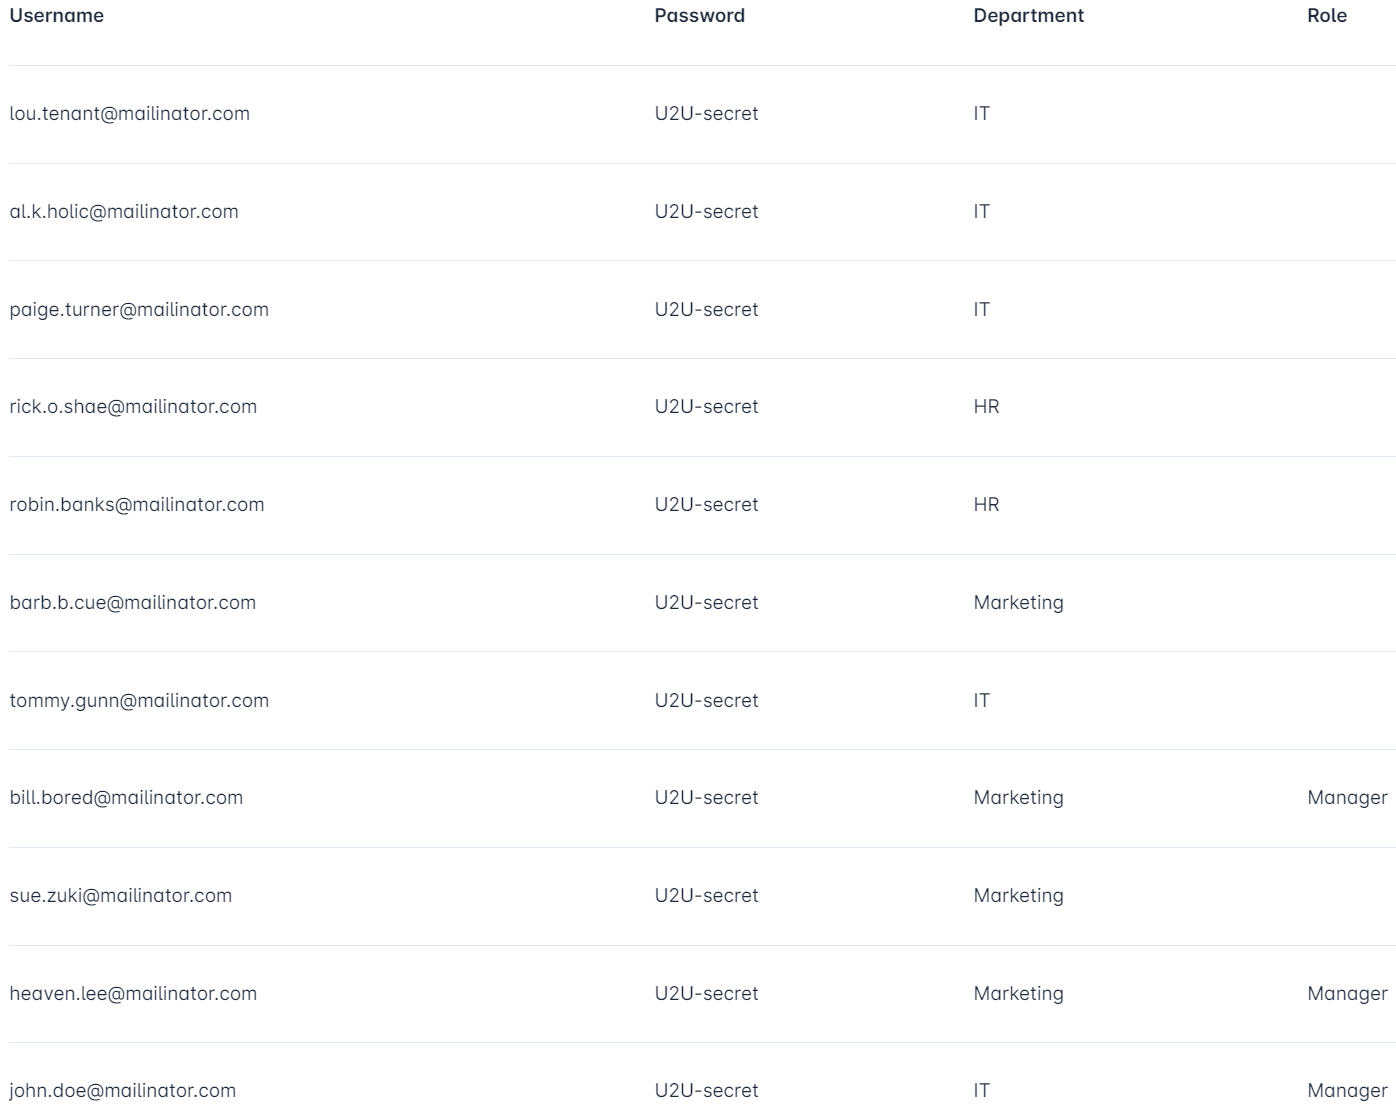 Username Password Department Role
lou.tenant@mailinator.com U2U-secret IT
al.k.holic@mailinator.com U2U-secret IT
paige.turner@mailinator.com U2U-secret IT
rick.o.shae@mailinator.com U2U-secret HR
robin.banks@mailinator.com U2U-secret HR
barb.b.cue@mailinator.com U2U-secret Marketing
tommy.gunn@mailinator.com U2U-secret IT
bill.bored@mailinator.com U2U-secret Marketing Manager
sue.zuki@mailinator.com U2U-secret Marketing
heaven.lee@mailinator.com U2U-secret Marketing Manager
john.doe@mailinator.com U2U-secret IT Manager